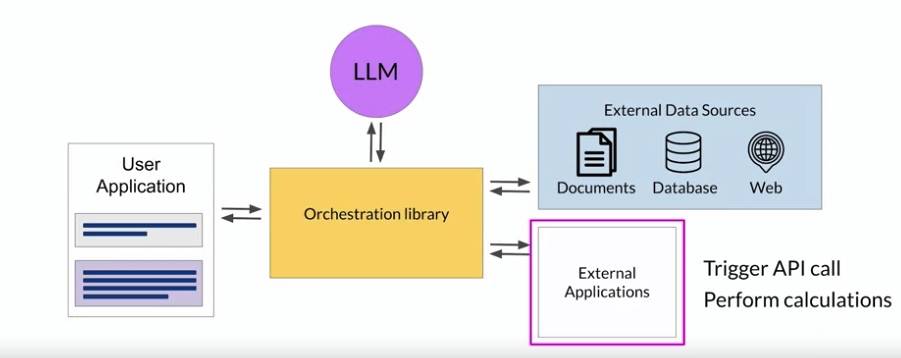 LLM
External Data Sources
Documents Database Web
User
Application
Orchestration library
External
Applications
Trigger API call
Perform calculations